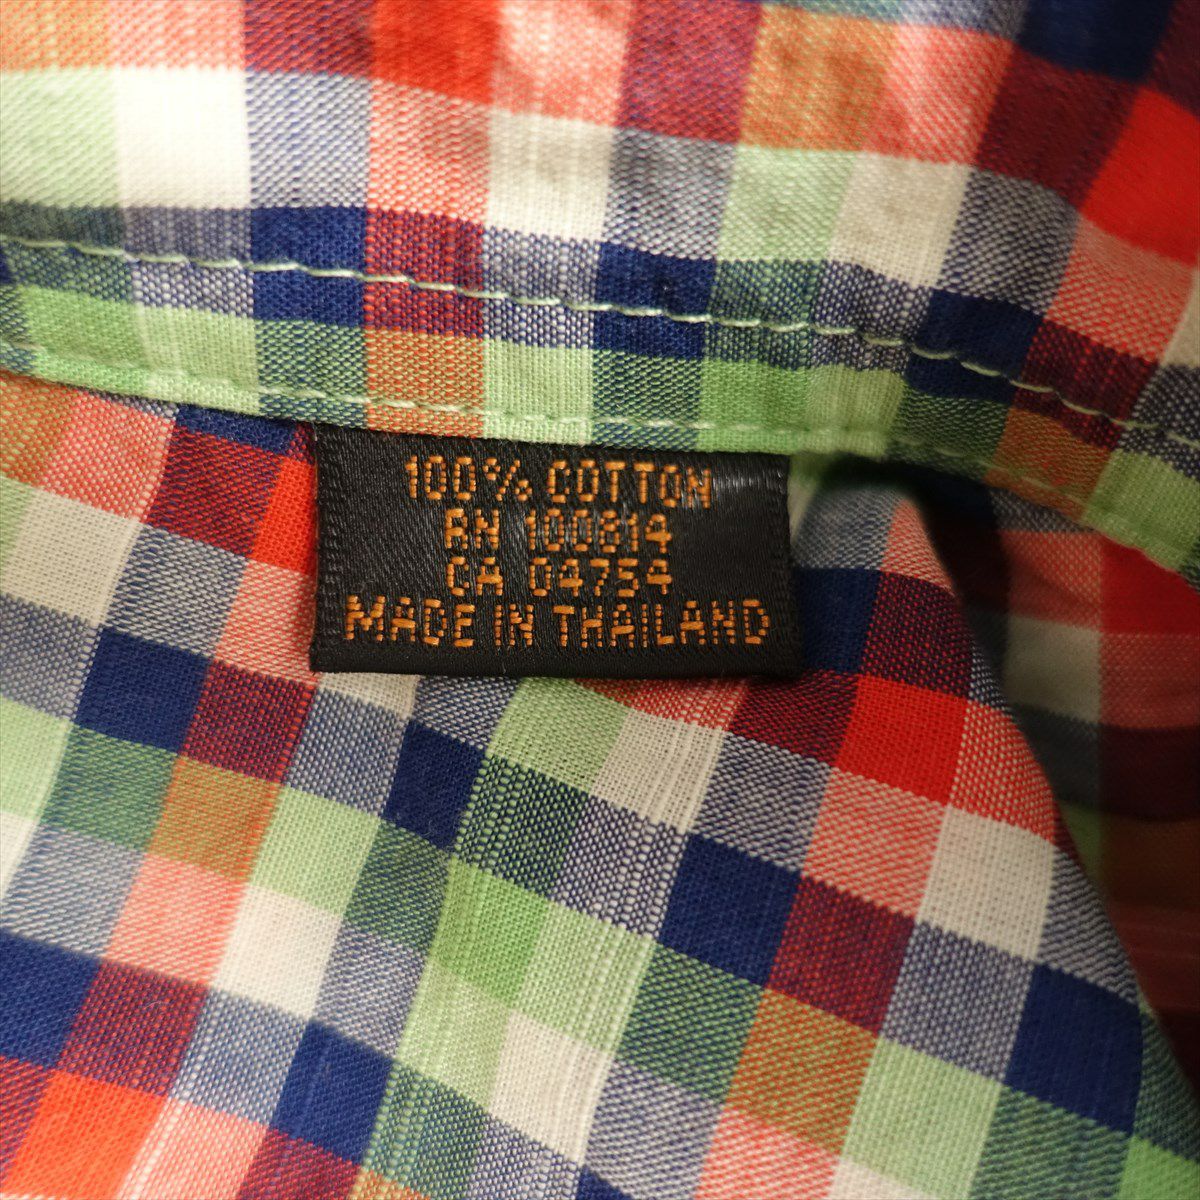 100% COTTON
RN 100814
CA 04754
MADE IN THAILAND